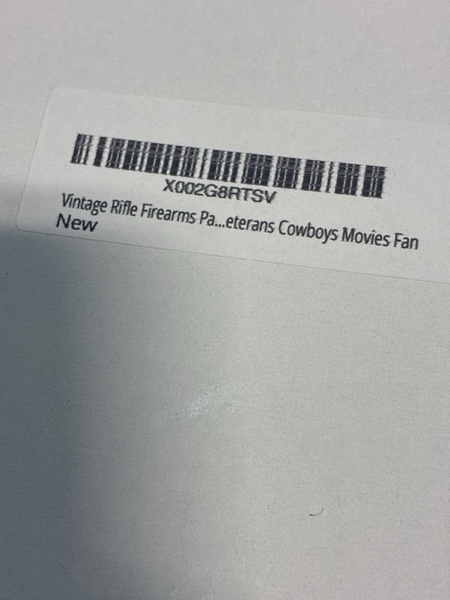 X002G8RTSV
Vintage Rifle Firearms Pa...eterans Cowboys Movies Fan
New